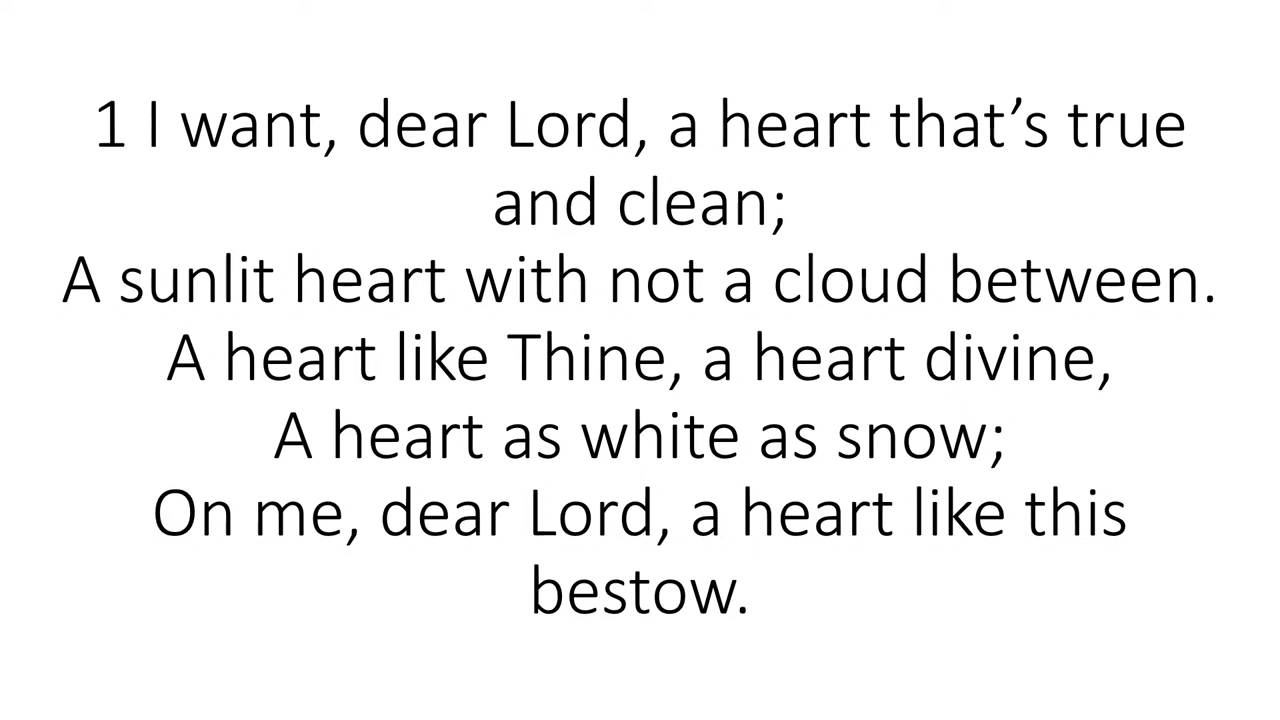 1 I want, dear Lord, a heart that’s true
and clean;
A sunlit heart with not a cloud between.
A heart like Thine, a heart divine,
A heart as white as snow;
On me, dear Lord, a heart like this
bestow.